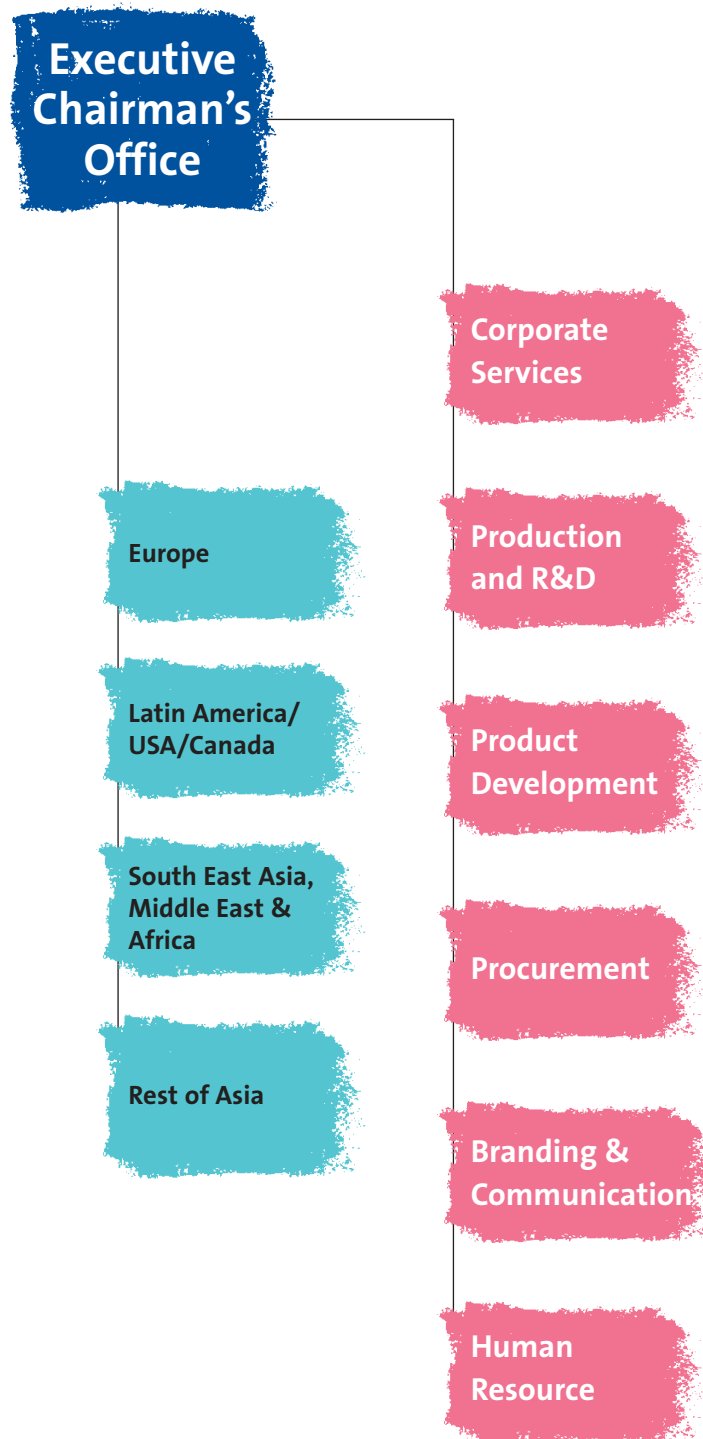 Executive
Chairman’s
Office
Europe
Latin America/
USA/Canada
South East Asia,
Middle East &
Africa
Rest of Asia
Corporate
Services
Production
and R&D
Product
Development
Procurement
Branding &
Communication
Human
Resource